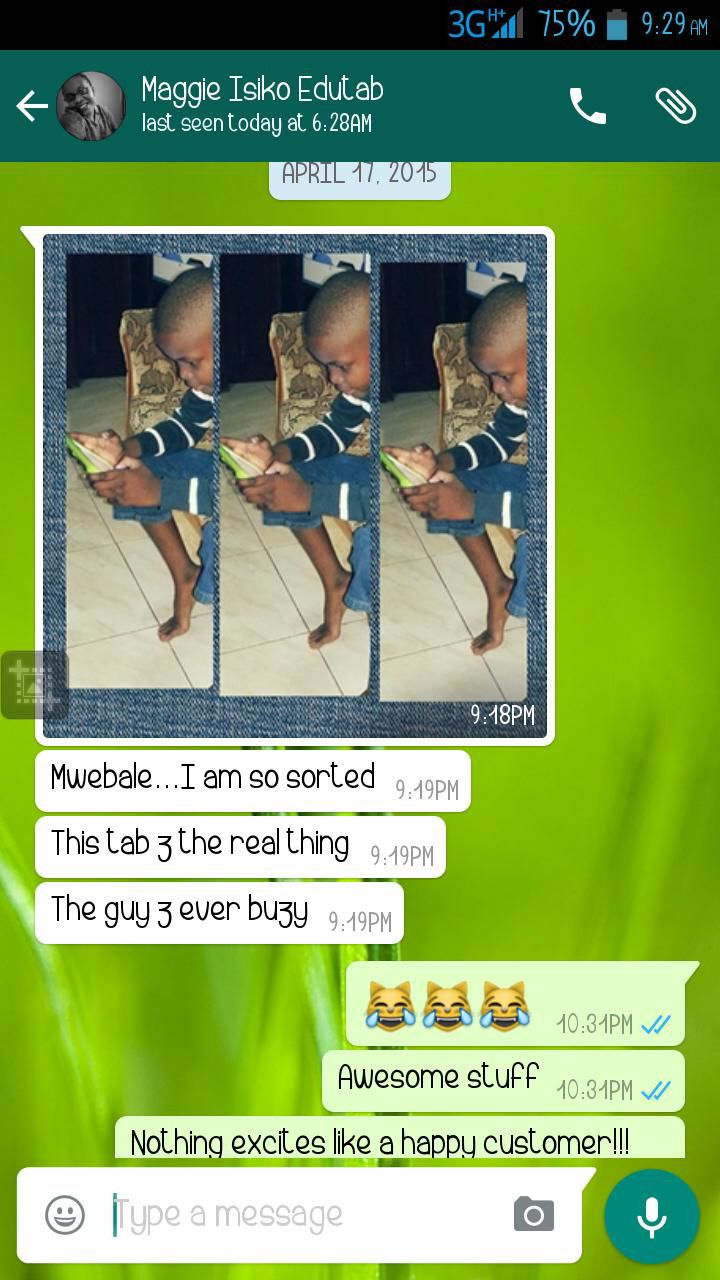 3G H+ 75% 9:29 AM
Maggie Isiko Edutab
last seen today at 6:28AM
APRIL 17, 2015
9:18PM
Mwebale...I am so sorted 9:19PM
This tab z the real thing 9:19PM
The guy z ever buzy 9:19PM
10:31PM
Awesome stuff 10:31PM
Nothing excites like a happy customer!!!
Type a message